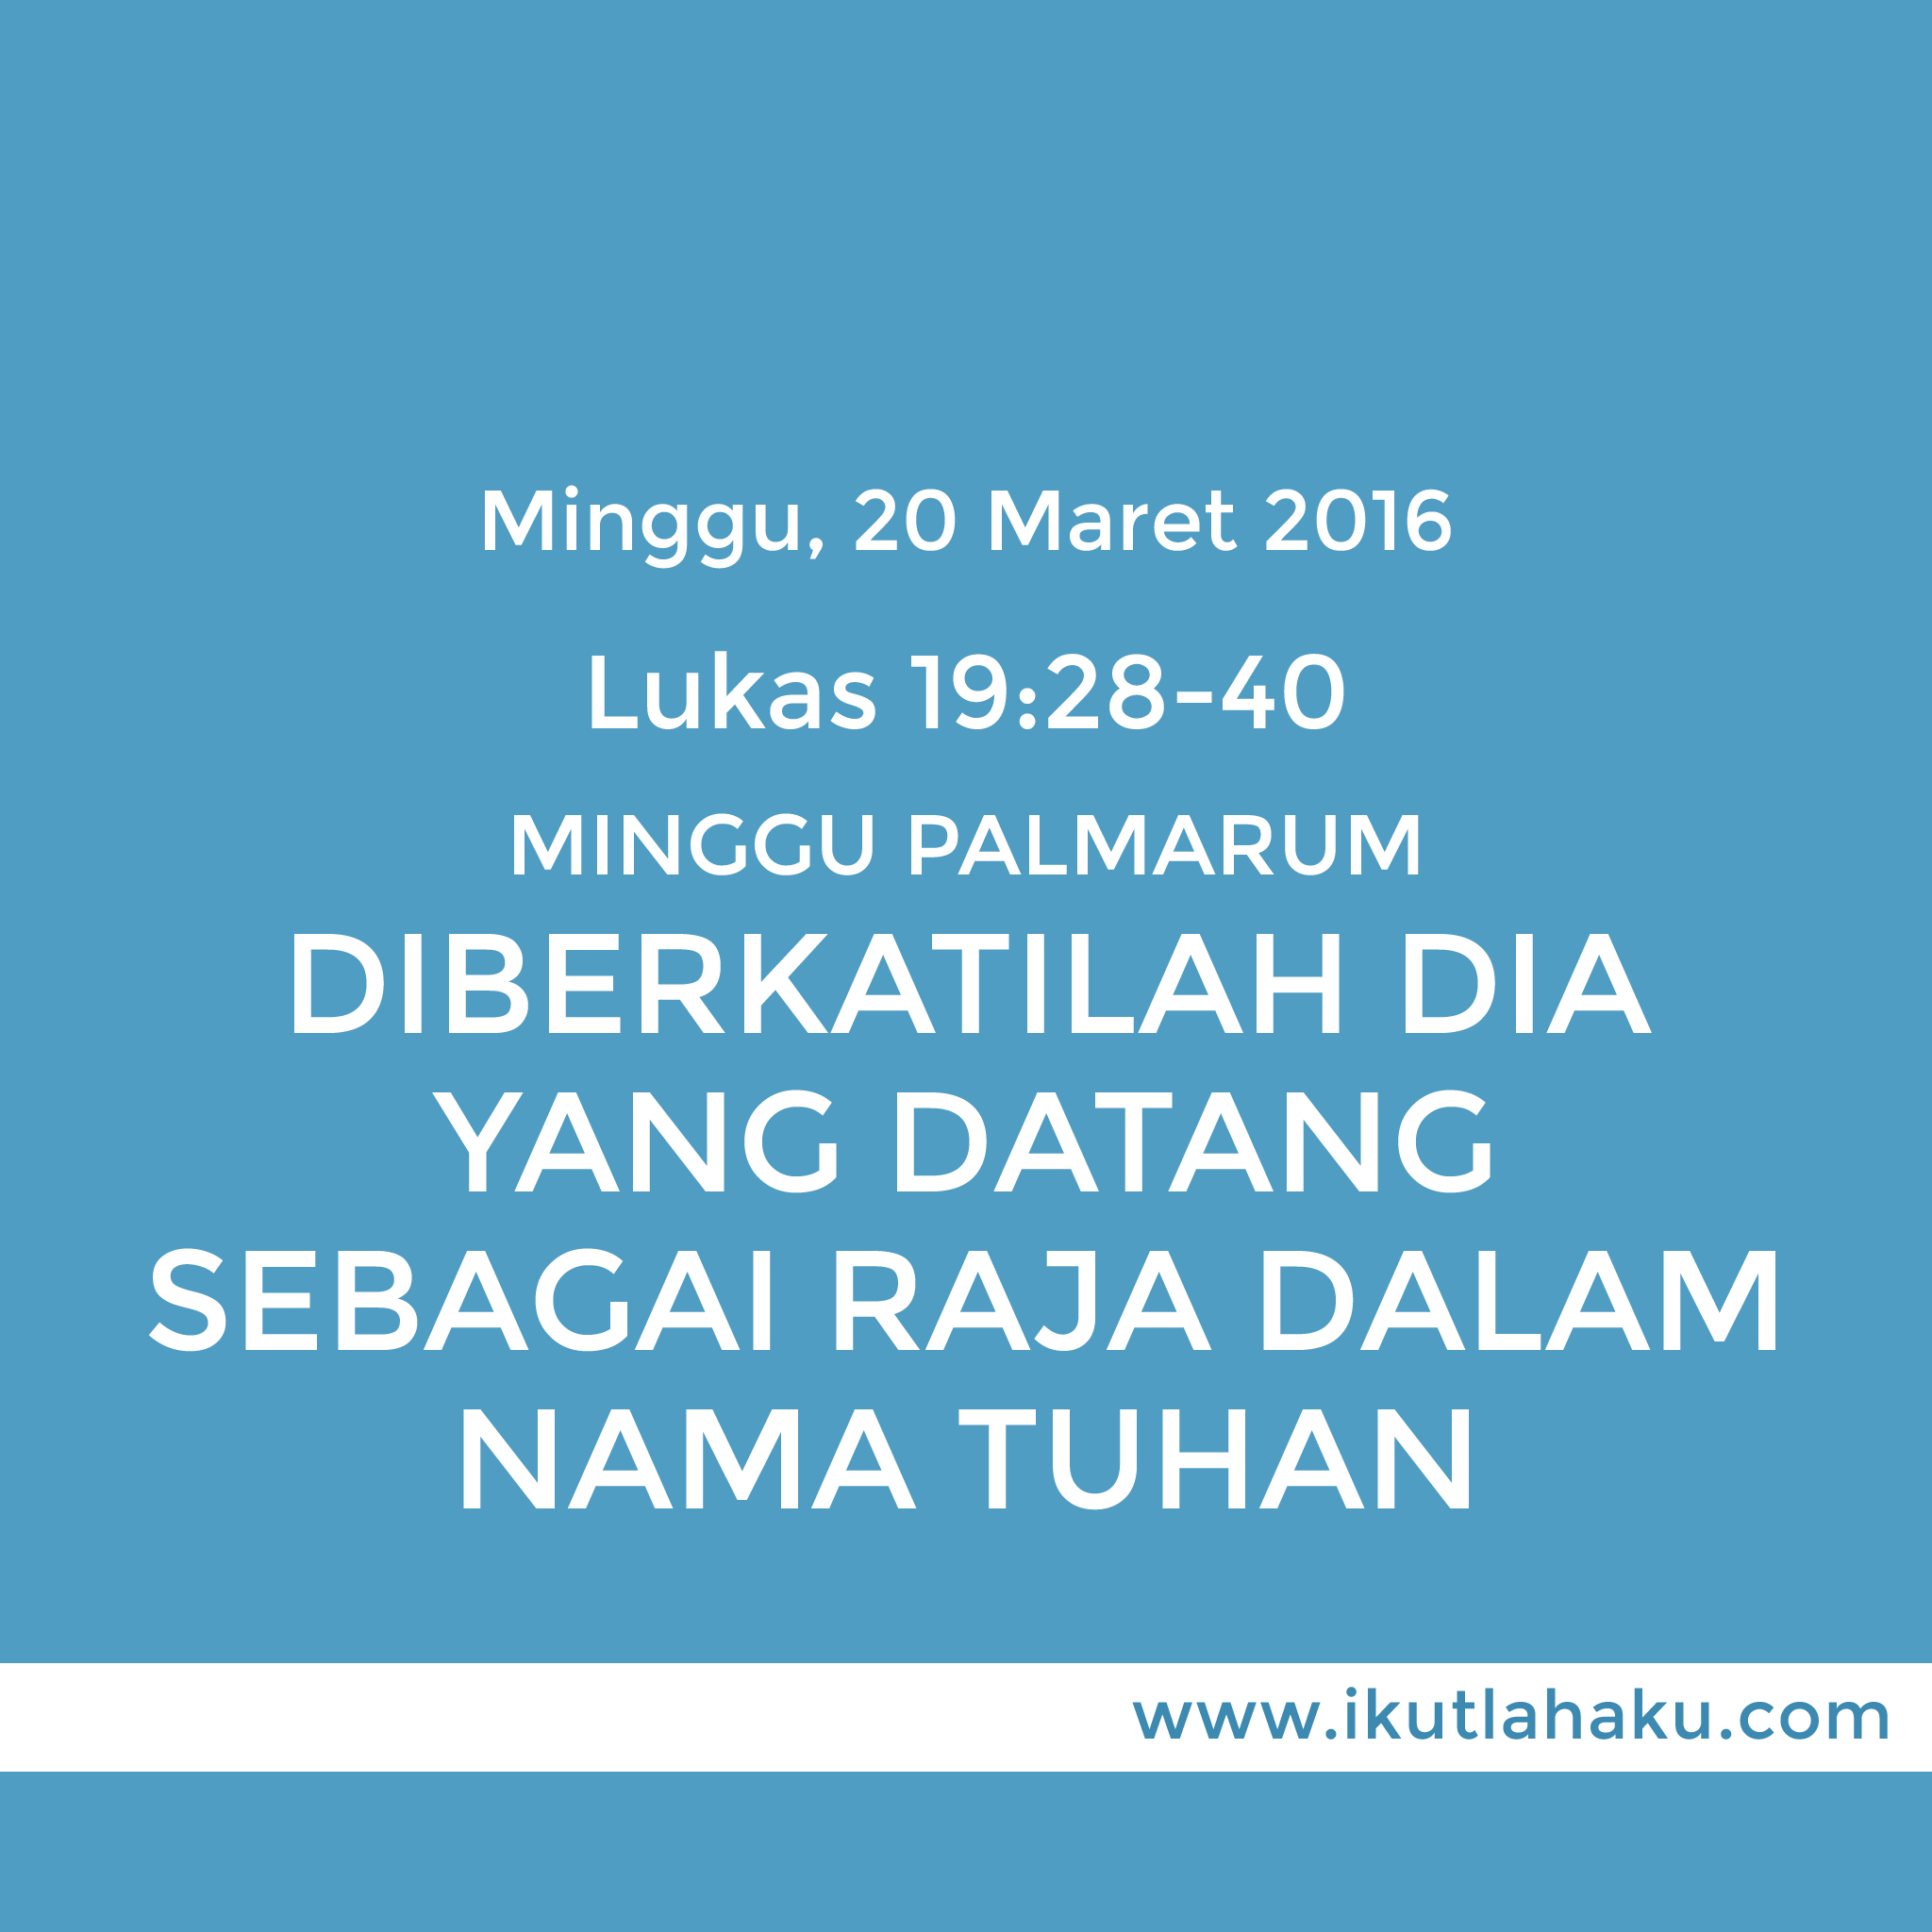 Minggu, 20 Maret 2016
Lukas 19:28-40
MINGGU PALMARUM
DIBERKATILAH DIA
YANG DATANG
SEBAGAI RAJA DALAM
NAMA TUHAN
www.ikutlahaku.com